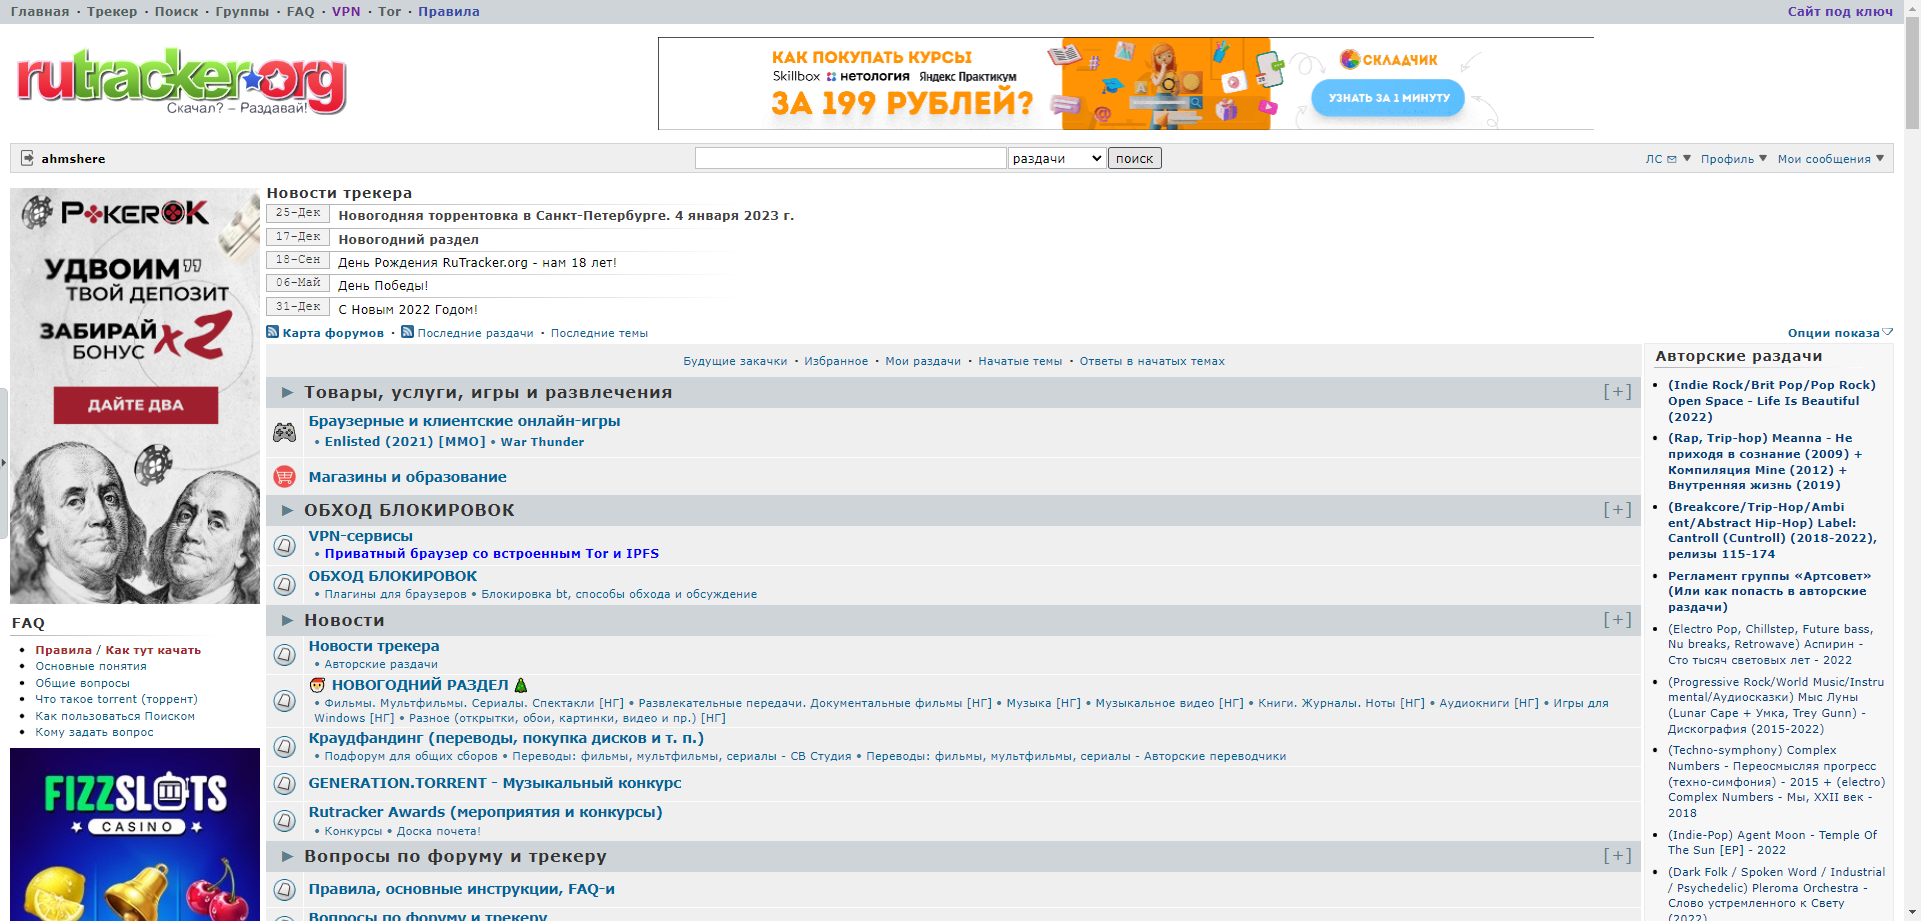 Главная · Трекер · Поиск · Группы · FAQ · VPN · Tor · Правила
Сайт под ключ
rutracker.org
Скачал? – Раздавай!
КАК ПОКУПАТЬ КУРСЫ
Skillbox нетология Яндекс Практикум
ЗА 199 РУБЛЕЙ?
СКЛАДЧИК
УЗНАТЬ ЗА 1 МИНУТУ
ahmshere
раздачи
поиск
ЛС
Профиль
Мои сообщения
POKEROK
УДВОИМ
ТВОЙ ДЕПОЗИТ
ЗАБИРАЙ
БОНУС
x2
ДАЙТЕ ДВА
FAQ
• Правила / Как тут качать
• Основные понятия
• Общие вопросы
• Что такое torrent (торрент)
• Как пользоваться Поиском
• Кому задать вопрос
FIZZSLOTS
CASINO
Новости трекера
25-Дек Новогодняя торрентовка в Санкт-Петербурге. 4 января 2023 г.
17-Дек Новогодний раздел
18-Сен День Рождения RuTracker.org - нам 18 лет!
06-Май День Победы!
31-Дек С Новым 2022 Годом!
Карта форумов · Последние раздачи · Последние темы
Опции показа
Будущие закачки · Избранное · Мои раздачи · Начатые темы · Ответы в начатых темах
Товары, услуги, игры и развлечения [+]
Браузерные и клиентские онлайн-игры
• Enlisted (2021) [MMO] • War Thunder
Магазины и образование
ОБХОД БЛОКИРОВОК [+]
VPN-сервисы
• Приватный браузер со встроенным Tor и IPFS
ОБХОД БЛОКИРОВОК
• Плагины для браузеров • Блокировка bt, способы обхода и обсуждение
Новости [+]
Новости трекера
• Авторские раздачи
НОВОГОДНИЙ РАЗДЕЛ
• Фильмы. Мультфильмы. Сериалы. Спектакли [НГ] • Развлекательные передачи. Документальные фильмы [НГ] • Музыка [НГ] • Музыкальное видео [НГ] • Книги. Журналы. Ноты [НГ] • Аудиокниги [НГ] • Игры для
Windows [НГ] • Разное (открытки, обои, картинки, видео и пр.) [НГ]
Краудфандинг (переводы, покупка дисков и т. п.)
• Подфорум для общих сборов • Переводы: фильмы, мультфильмы, сериалы - СВ Студия • Переводы: фильмы, мультфильмы, сериалы - Авторские переводчики
GENERATION.TORRENT - Музыкальный конкурс
Rutracker Awards (мероприятия и конкурсы)
• Конкурсы • Доска почета!
Вопросы по форуму и трекеру [+]
Правила, основные инструкции, FAQ-и
Вопросы по форуму и трекеру
Авторские раздачи
• (Indie Rock/Brit Pop/Pop Rock)
Open Space - Life Is Beautiful
(2022)
• (Rap, Trip-hop) Meanna - Не
приходя в сознание (2009) +
Компиляция Mine (2012) +
Внутренняя жизнь (2019)
• (Breakcore/Trip-Hop/Ambi
ent/Abstract Hip-Hop) Label:
Cantroll (Cuntroll) (2018-2022),
релизы 115-174
• Регламент группы «Артсовет»
(Или как попасть в авторские
раздачи)
• (Electro Pop, Chillstep, Future bass,
Nu breaks, Retrowave) Аспирин -
Сто тысяч световых лет - 2022
• (Progressive Rock/World Music/Instru
mental/Аудиосказки) Мыс Луны
(Lunar Cape + Умка, Trey Gunn) -
Дискография (2015-2022)
• (Techno-symphony) Complex
Numbers - Переосмысляя прогресс
(техно-симфония) - 2015 + (electro)
Complex Numbers - Мы, XXII век -
2018
• (Indie-Pop) Agent Moon - Temple Of
The Sun [EP] - 2022
• (Dark Folk / Spoken Word / Industrial
/ Psychedelic) Pleroma Orchestra -
Слово устремленного к Свету
(2022)